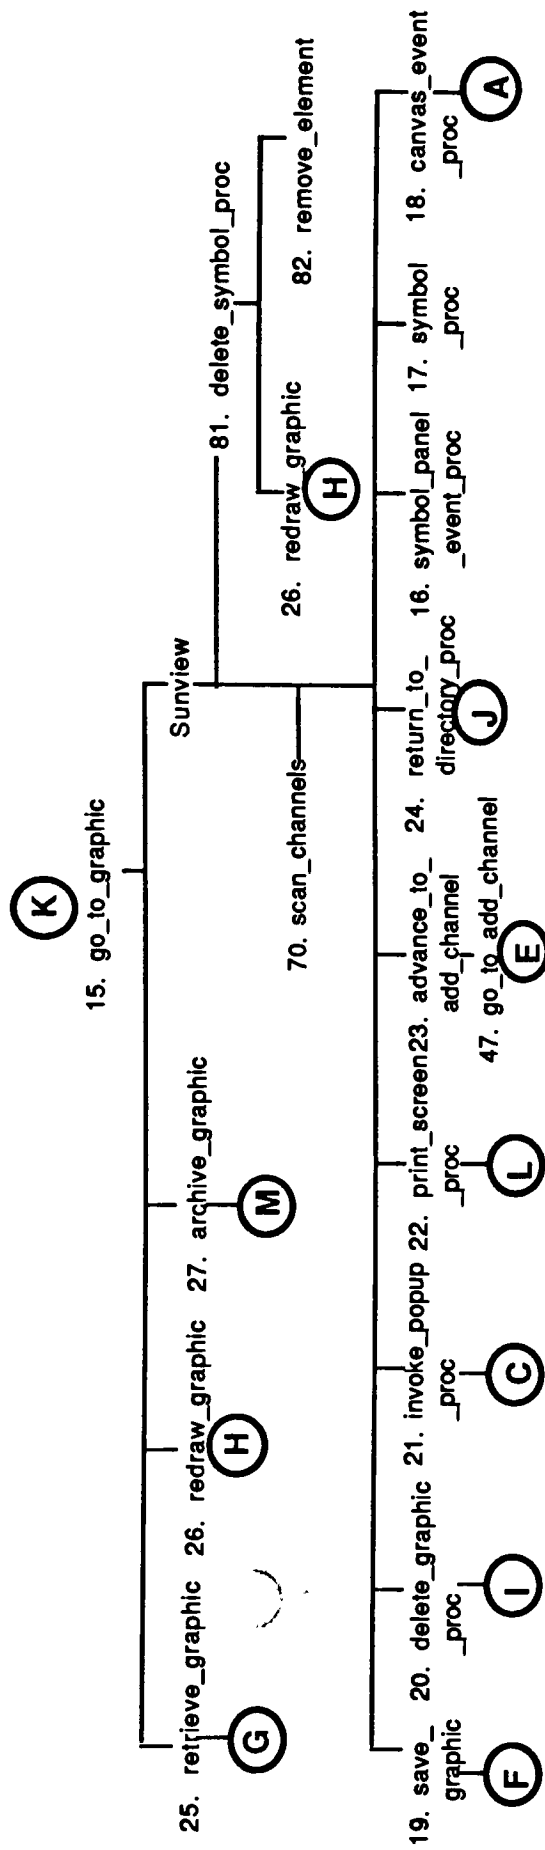 K
15. go_to_graphic
25. retrieve_graphic
G
26. redraw_graphic
H
27. archive_graphic
M
Sunview
81. delete_symbol_proc
26. redraw_graphic
H
82. remove_element
70. scan_channels
19. save_
graphic
F
20. delete_graphic
_proc
I
21. invoke_popup
_proc
C
22. print_screen
_proc
L
23. advance_to_
add_channel
47. go_to_add_channel
E
24. return_to_
directory_proc
J
16. symbol_panel
_event_proc
17. symbol
_proc
18. canvas_event
_proc
A